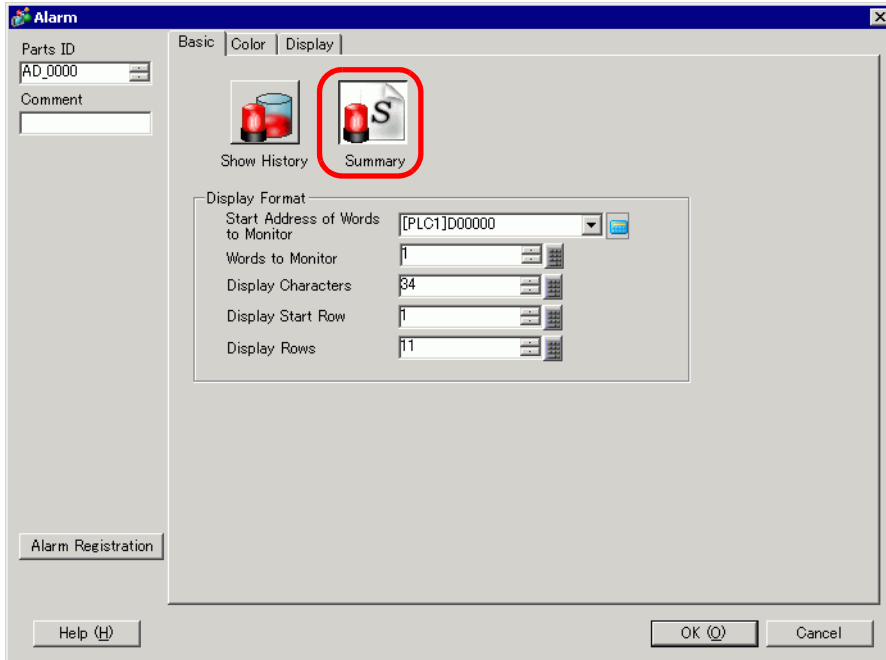 Alarm
Parts ID
AD_0000
Comment
Basic Color Display
Show History
S
Summary
Display Format
Start Address of Words
to Monitor
[PLC1]D00000
Words to Monitor
1
Display Characters
34
Display Start Row
1
Display Rows
11
Alarm Registration
Help (H)
OK (O)
Cancel